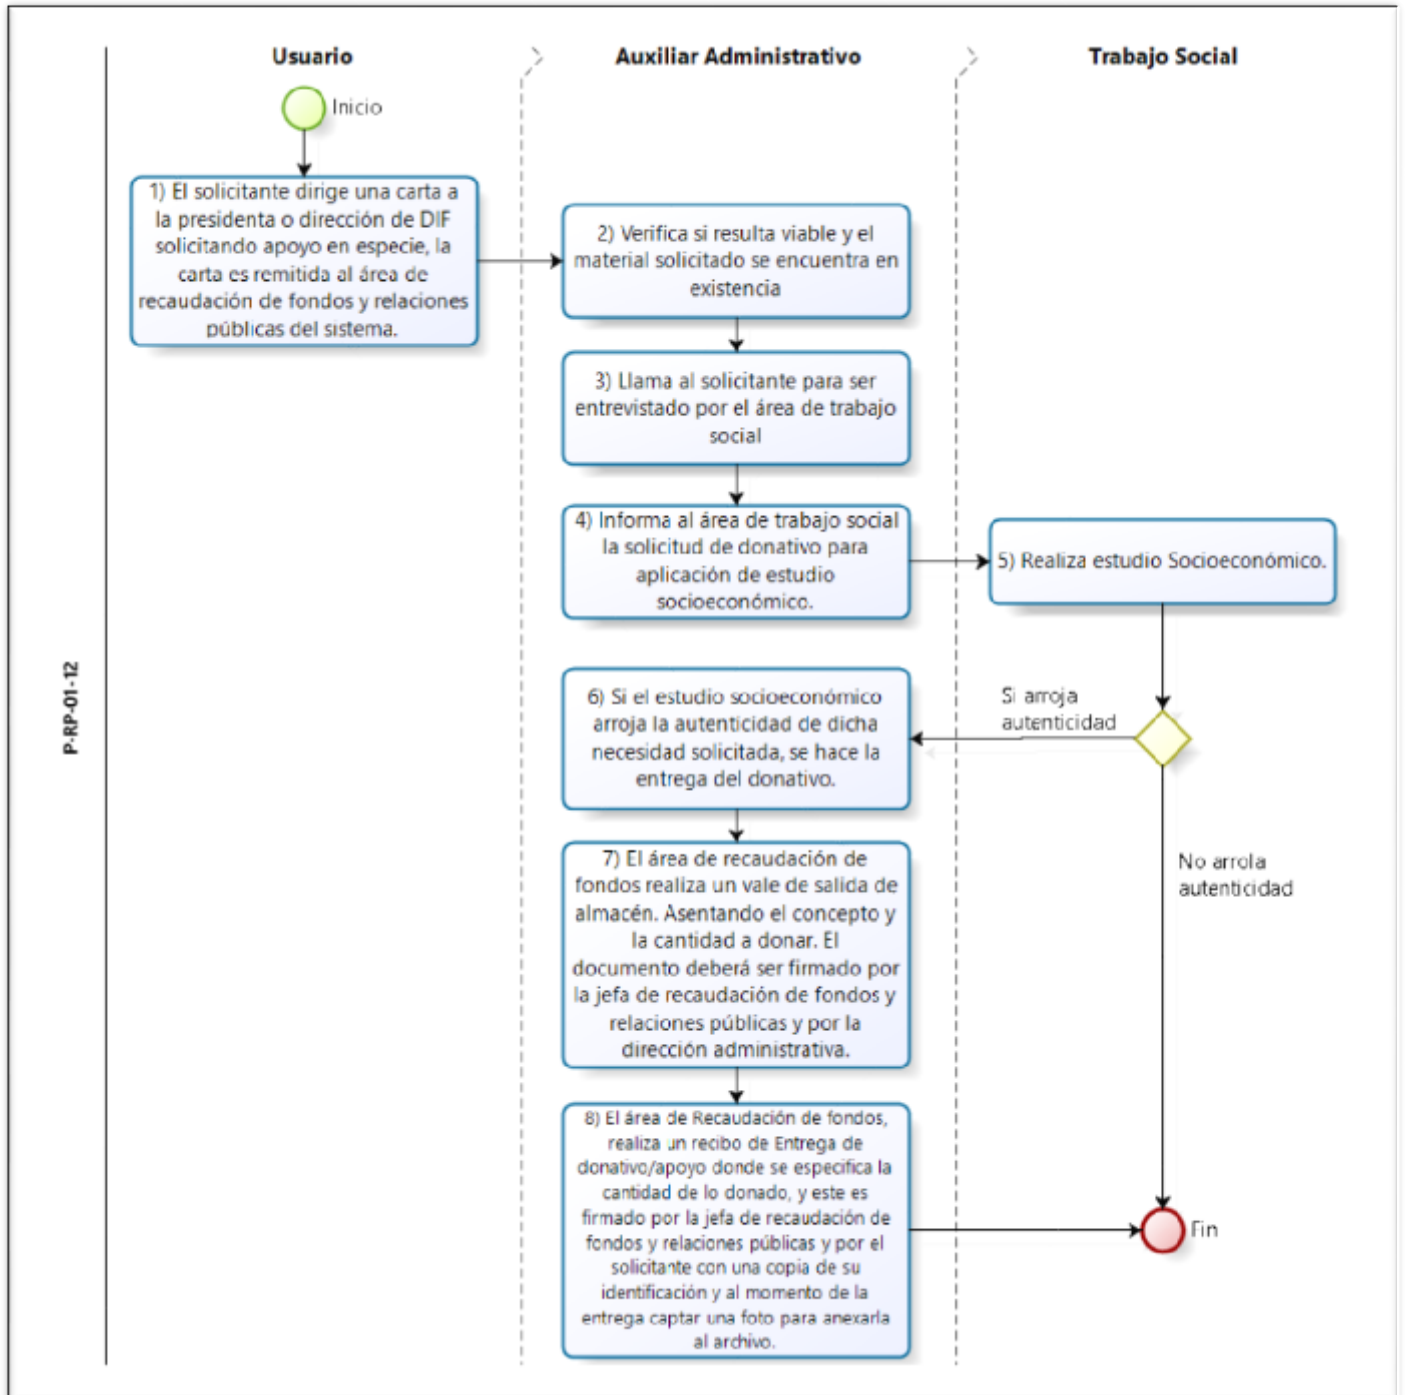 Usuario
Auxiliar Administrativo
Trabajo Social
Inicio
1) El solicitante dirige una carta a
la presidenta o dirección de DIF
solicitando apoyo en especie, la
carta es remitida al área de
recaudación de fondos y relaciones
públicas del sistema.
2) Verifica si resulta viable y el
material solicitado se encuentra en
existencia
3) Llama al solicitante para ser
entrevistado por el área de trabajo
social
4) Informa al área de trabajo social
la solicitud de donativo para
aplicación de estudio
socioeconómico.
5) Realiza estudio Socioeconómico.
P-RP-01-12
6) Si el estudio socioeconómico
arroja la autenticidad de dicha
necesidad solicitada, se hace la
entrega del donativo.
Si arroja
autenticidad
7) El área de recaudación de
fondos realiza un vale de salida de
almacén. Asentando el concepto y
la cantidad a donar. El
documento deberá ser firmado por
la jefa de recaudación de fondos y
relaciones públicas y por la
dirección administrativa.
No arrola
autenticidad
8) El área de Recaudación de fondos,
realiza un recibo de Entrega de
donativo/apoyo donde se especifica la
cantidad de lo donado, y este es
firmado por la jefa de recaudación de
fondos y relaciones públicas y por el
solicitante con una copia de su
identificación y al momento de la
entrega captar una foto para anexarla
al archivo.
Fin